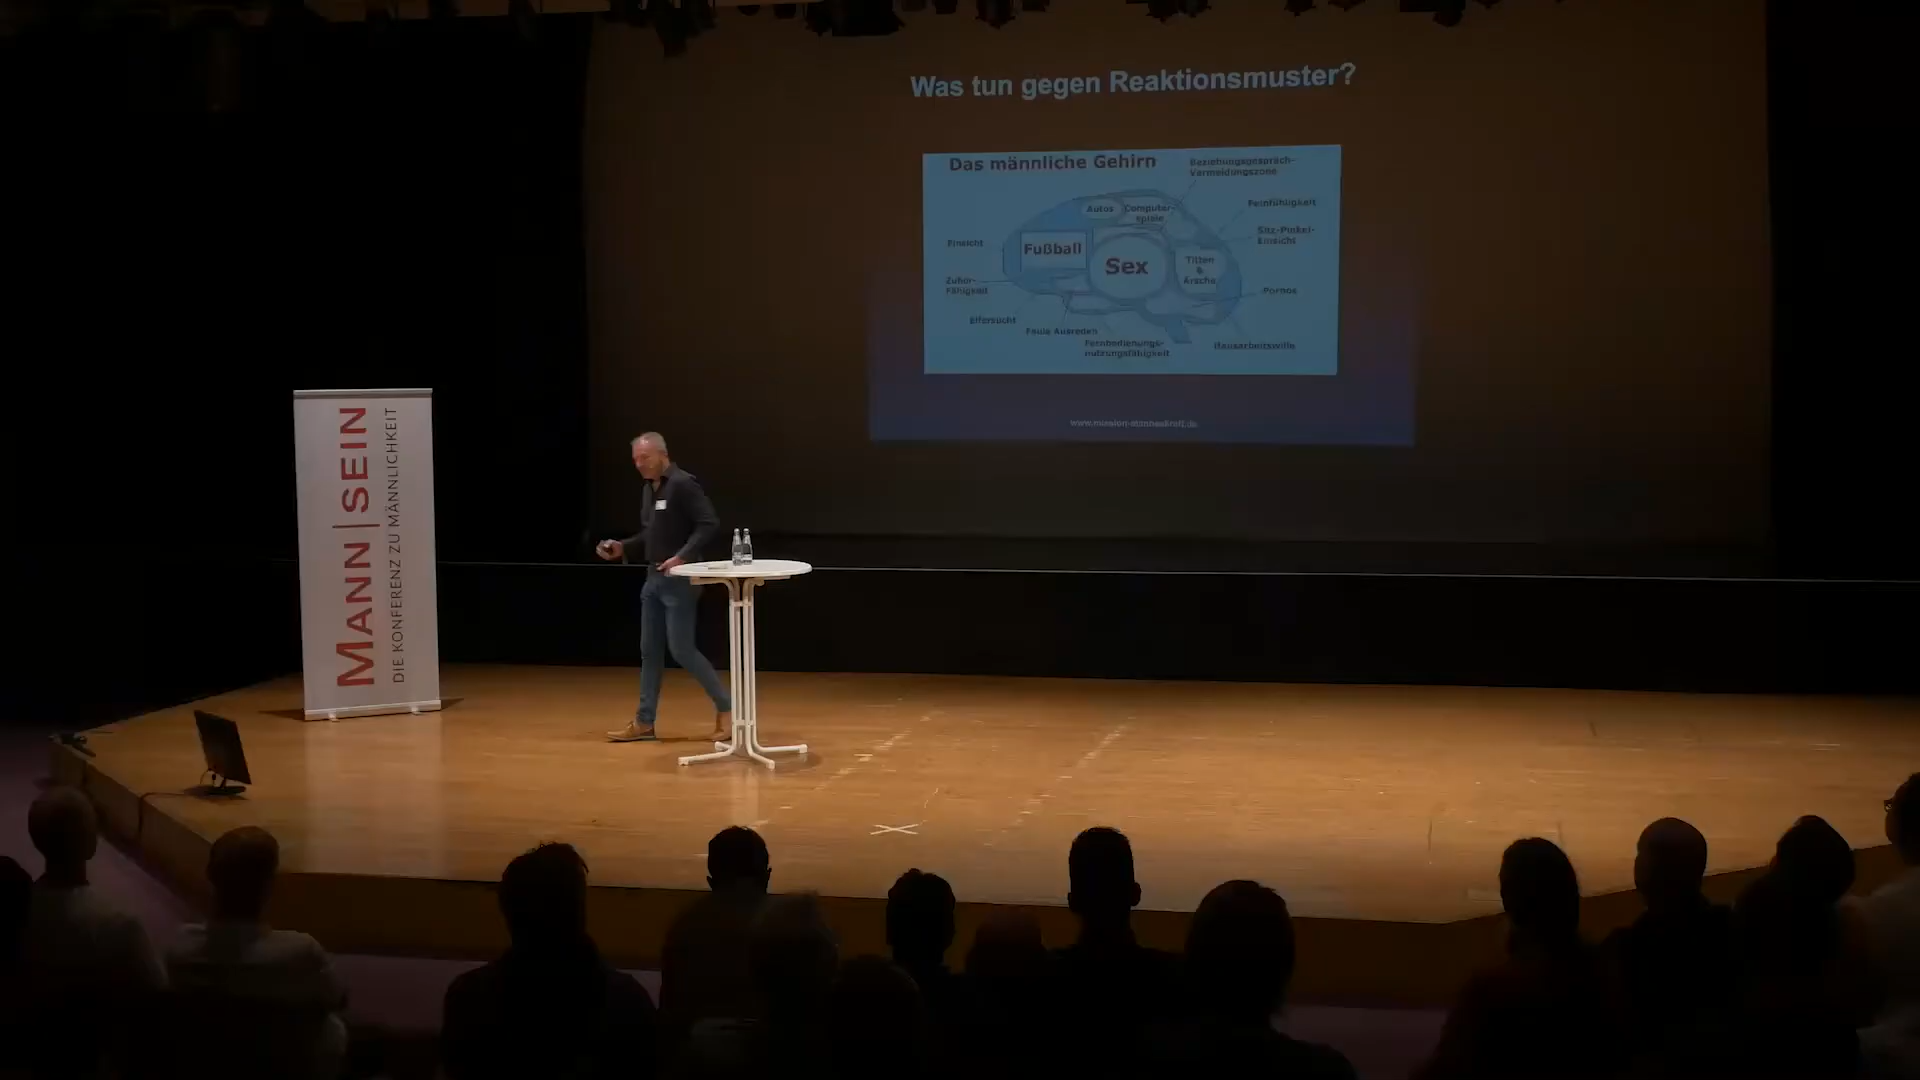 Was tun gegen Reaktionsmuster?
Das männliche Gehirn
Beziehungsgespräch-
Vermeidungszone
Autos
Computer-
spiele
Feinfühligkeit
Sitz-Pinkel-
Einsicht
Einsicht
Fußball
Sex
Titten
&
Ärsche
Zuhör-
Fähigkeit
Pornos
Eifersucht
Faule Ausreden
Fernbedienungs-
nutzungsfähigkeit
Hausarbeitswille
MANN|SEIN
DIE KONFERENZ ZU MÄNNLICHKEIT